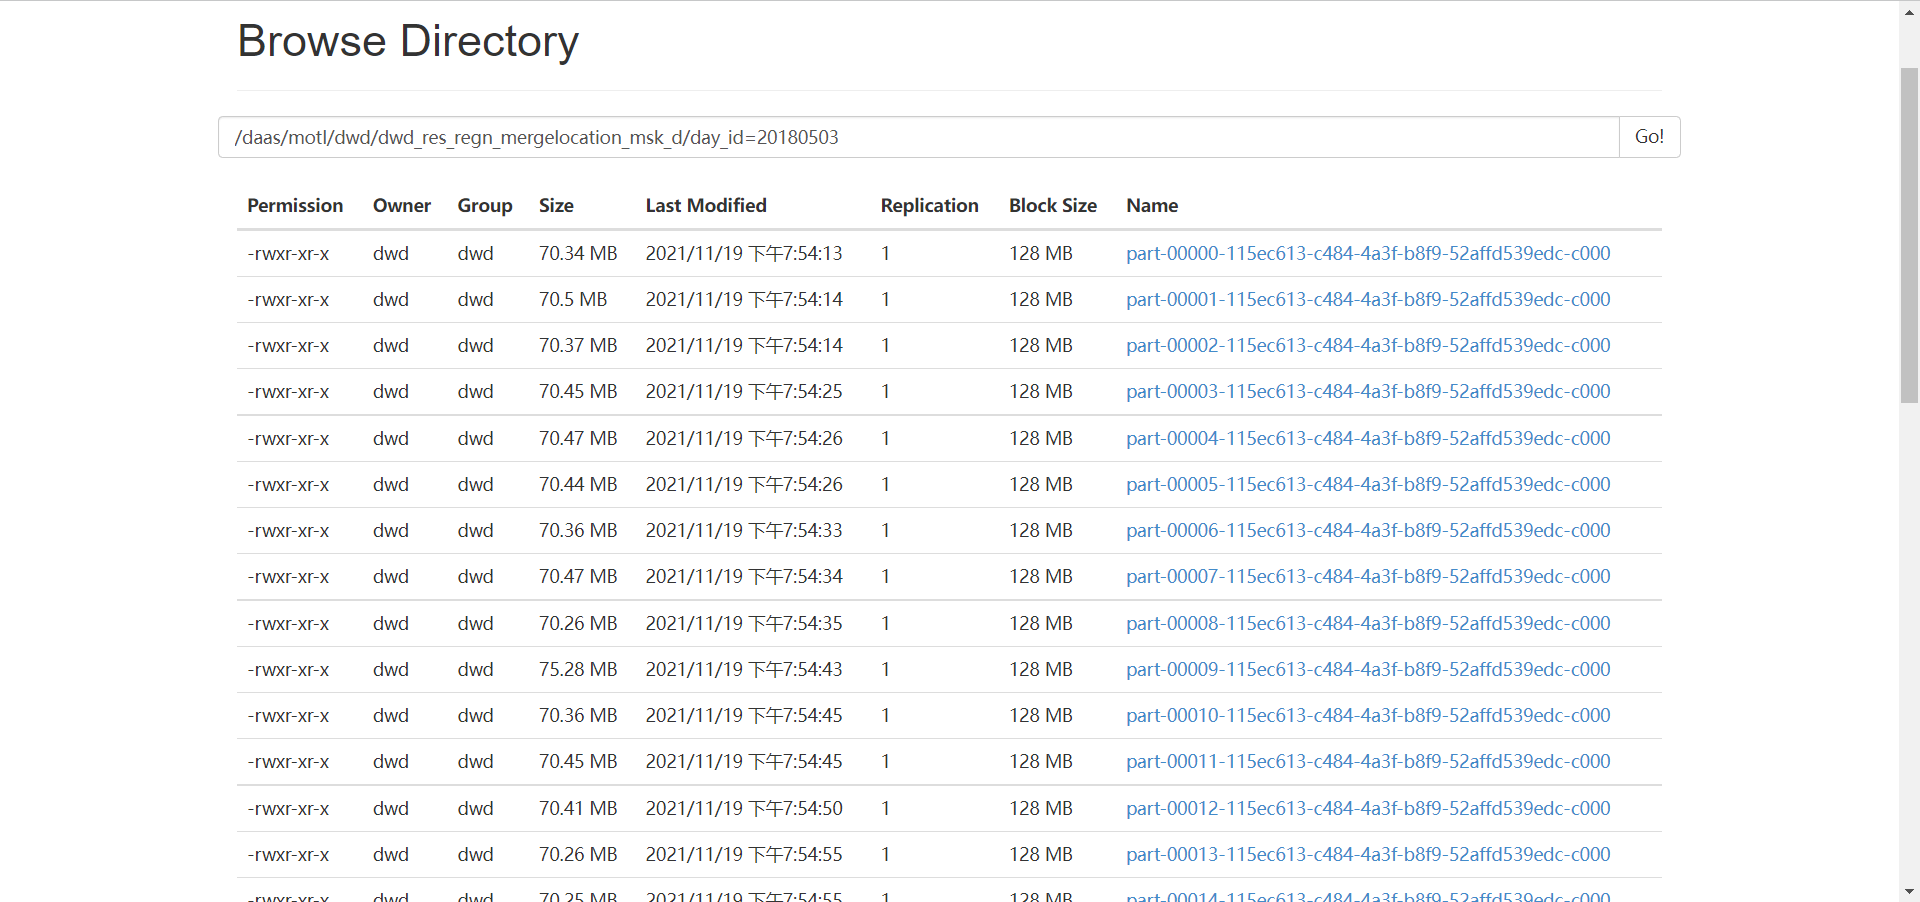 Browse Directory
/daas/motl/dwd/dwd_res_regn_mergelocation_msk_d/day_id=20180503 Go!
Permission Owner Group Size Last Modified Replication Block Size Name
-rwxr-xr-x dwd dwd 70.34 MB 2021/11/19 下午7:54:13 1 128 MB part-00000-115ec613-c484-4a3f-b8f9-52affd539edc-c000
-rwxr-xr-x dwd dwd 70.5 MB 2021/11/19 下午7:54:14 1 128 MB part-00001-115ec613-c484-4a3f-b8f9-52affd539edc-c000
-rwxr-xr-x dwd dwd 70.37 MB 2021/11/19 下午7:54:14 1 128 MB part-00002-115ec613-c484-4a3f-b8f9-52affd539edc-c000
-rwxr-xr-x dwd dwd 70.45 MB 2021/11/19 下午7:54:25 1 128 MB part-00003-115ec613-c484-4a3f-b8f9-52affd539edc-c000
-rwxr-xr-x dwd dwd 70.47 MB 2021/11/19 下午7:54:26 1 128 MB part-00004-115ec613-c484-4a3f-b8f9-52affd539edc-c000
-rwxr-xr-x dwd dwd 70.44 MB 2021/11/19 下午7:54:26 1 128 MB part-00005-115ec613-c484-4a3f-b8f9-52affd539edc-c000
-rwxr-xr-x dwd dwd 70.36 MB 2021/11/19 下午7:54:33 1 128 MB part-00006-115ec613-c484-4a3f-b8f9-52affd539edc-c000
-rwxr-xr-x dwd dwd 70.47 MB 2021/11/19 下午7:54:34 1 128 MB part-00007-115ec613-c484-4a3f-b8f9-52affd539edc-c000
-rwxr-xr-x dwd dwd 70.26 MB 2021/11/19 下午7:54:35 1 128 MB part-00008-115ec613-c484-4a3f-b8f9-52affd539edc-c000
-rwxr-xr-x dwd dwd 75.28 MB 2021/11/19 下午7:54:43 1 128 MB part-00009-115ec613-c484-4a3f-b8f9-52affd539edc-c000
-rwxr-xr-x dwd dwd 70.36 MB 2021/11/19 下午7:54:45 1 128 MB part-00010-115ec613-c484-4a3f-b8f9-52affd539edc-c000
-rwxr-xr-x dwd dwd 70.45 MB 2021/11/19 下午7:54:45 1 128 MB part-00011-115ec613-c484-4a3f-b8f9-52affd539edc-c000
-rwxr-xr-x dwd dwd 70.41 MB 2021/11/19 下午7:54:50 1 128 MB part-00012-115ec613-c484-4a3f-b8f9-52affd539edc-c000
-rwxr-xr-x dwd dwd 70.26 MB 2021/11/19 下午7:54:55 1 128 MB part-00013-115ec613-c484-4a3f-b8f9-52affd539edc-c000
-rwxr-xr-x dwd dwd 70.25 MB 2021/11/19 下午7:54:55 1 128 MB part-00014-115ec613-c484-4a3f-b8f9-52affd539edc-c000